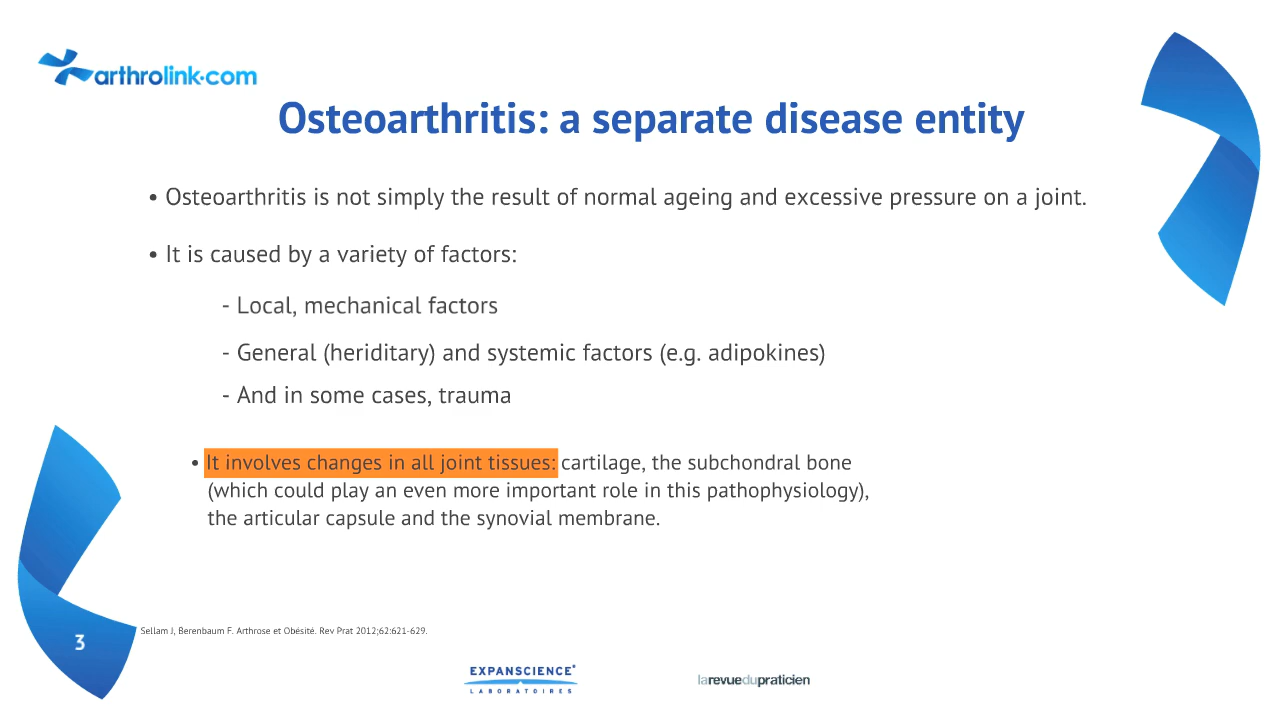 arthrolink·com
Osteoarthritis: a separate disease entity
• Osteoarthritis is not simply the result of normal ageing and excessive pressure on a joint.
• It is caused by a variety of factors:
- Local, mechanical factors
- General (heriditary) and systemic factors (e.g. adipokines)
- And in some cases, trauma
• It involves changes in all joint tissues: cartilage, the subchondral bone
(which could play an even more important role in this pathophysiology),
the articular capsule and the synovial membrane.
Sellam J, Berenbaum F. Arthrose et Obésité. Rev Prat 2012;62:621-629.
3
EXPANSCIENCE®
LABORATOIRES
larevuedupraticien